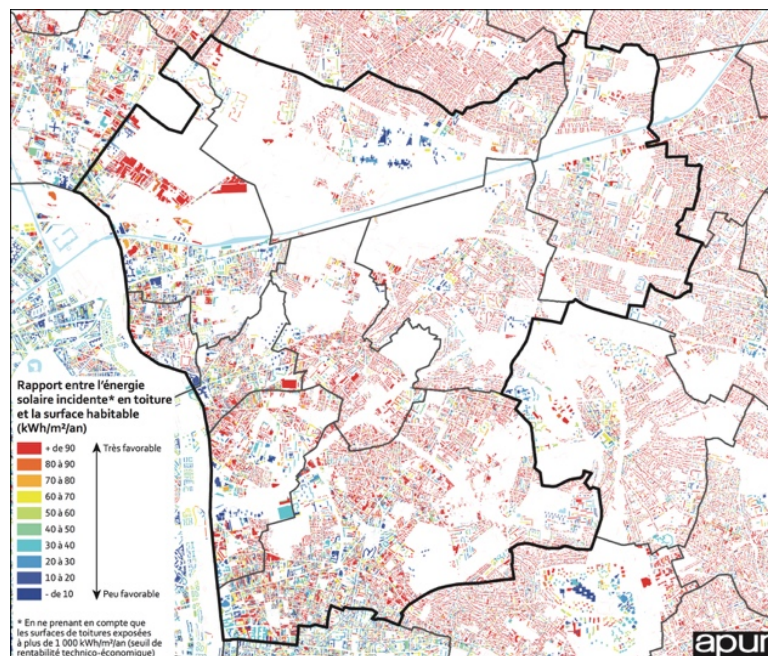 Rapport entre l'énergie
solaire incidente* en toiture
et la surface habitable
(kWh/m²/an)
+ de 90
80 à 90
70 à 80
60 à 70
50 à 60
40 à 50
30 à 40
20 à 30
10 à 20
- de 10
Très favorable
Peu favorable
* En ne prenant en compte que
les surfaces de toitures exposées
à plus de 1 000 kWh/m²/an (seuil de
rentabilité technico-économique)
apur